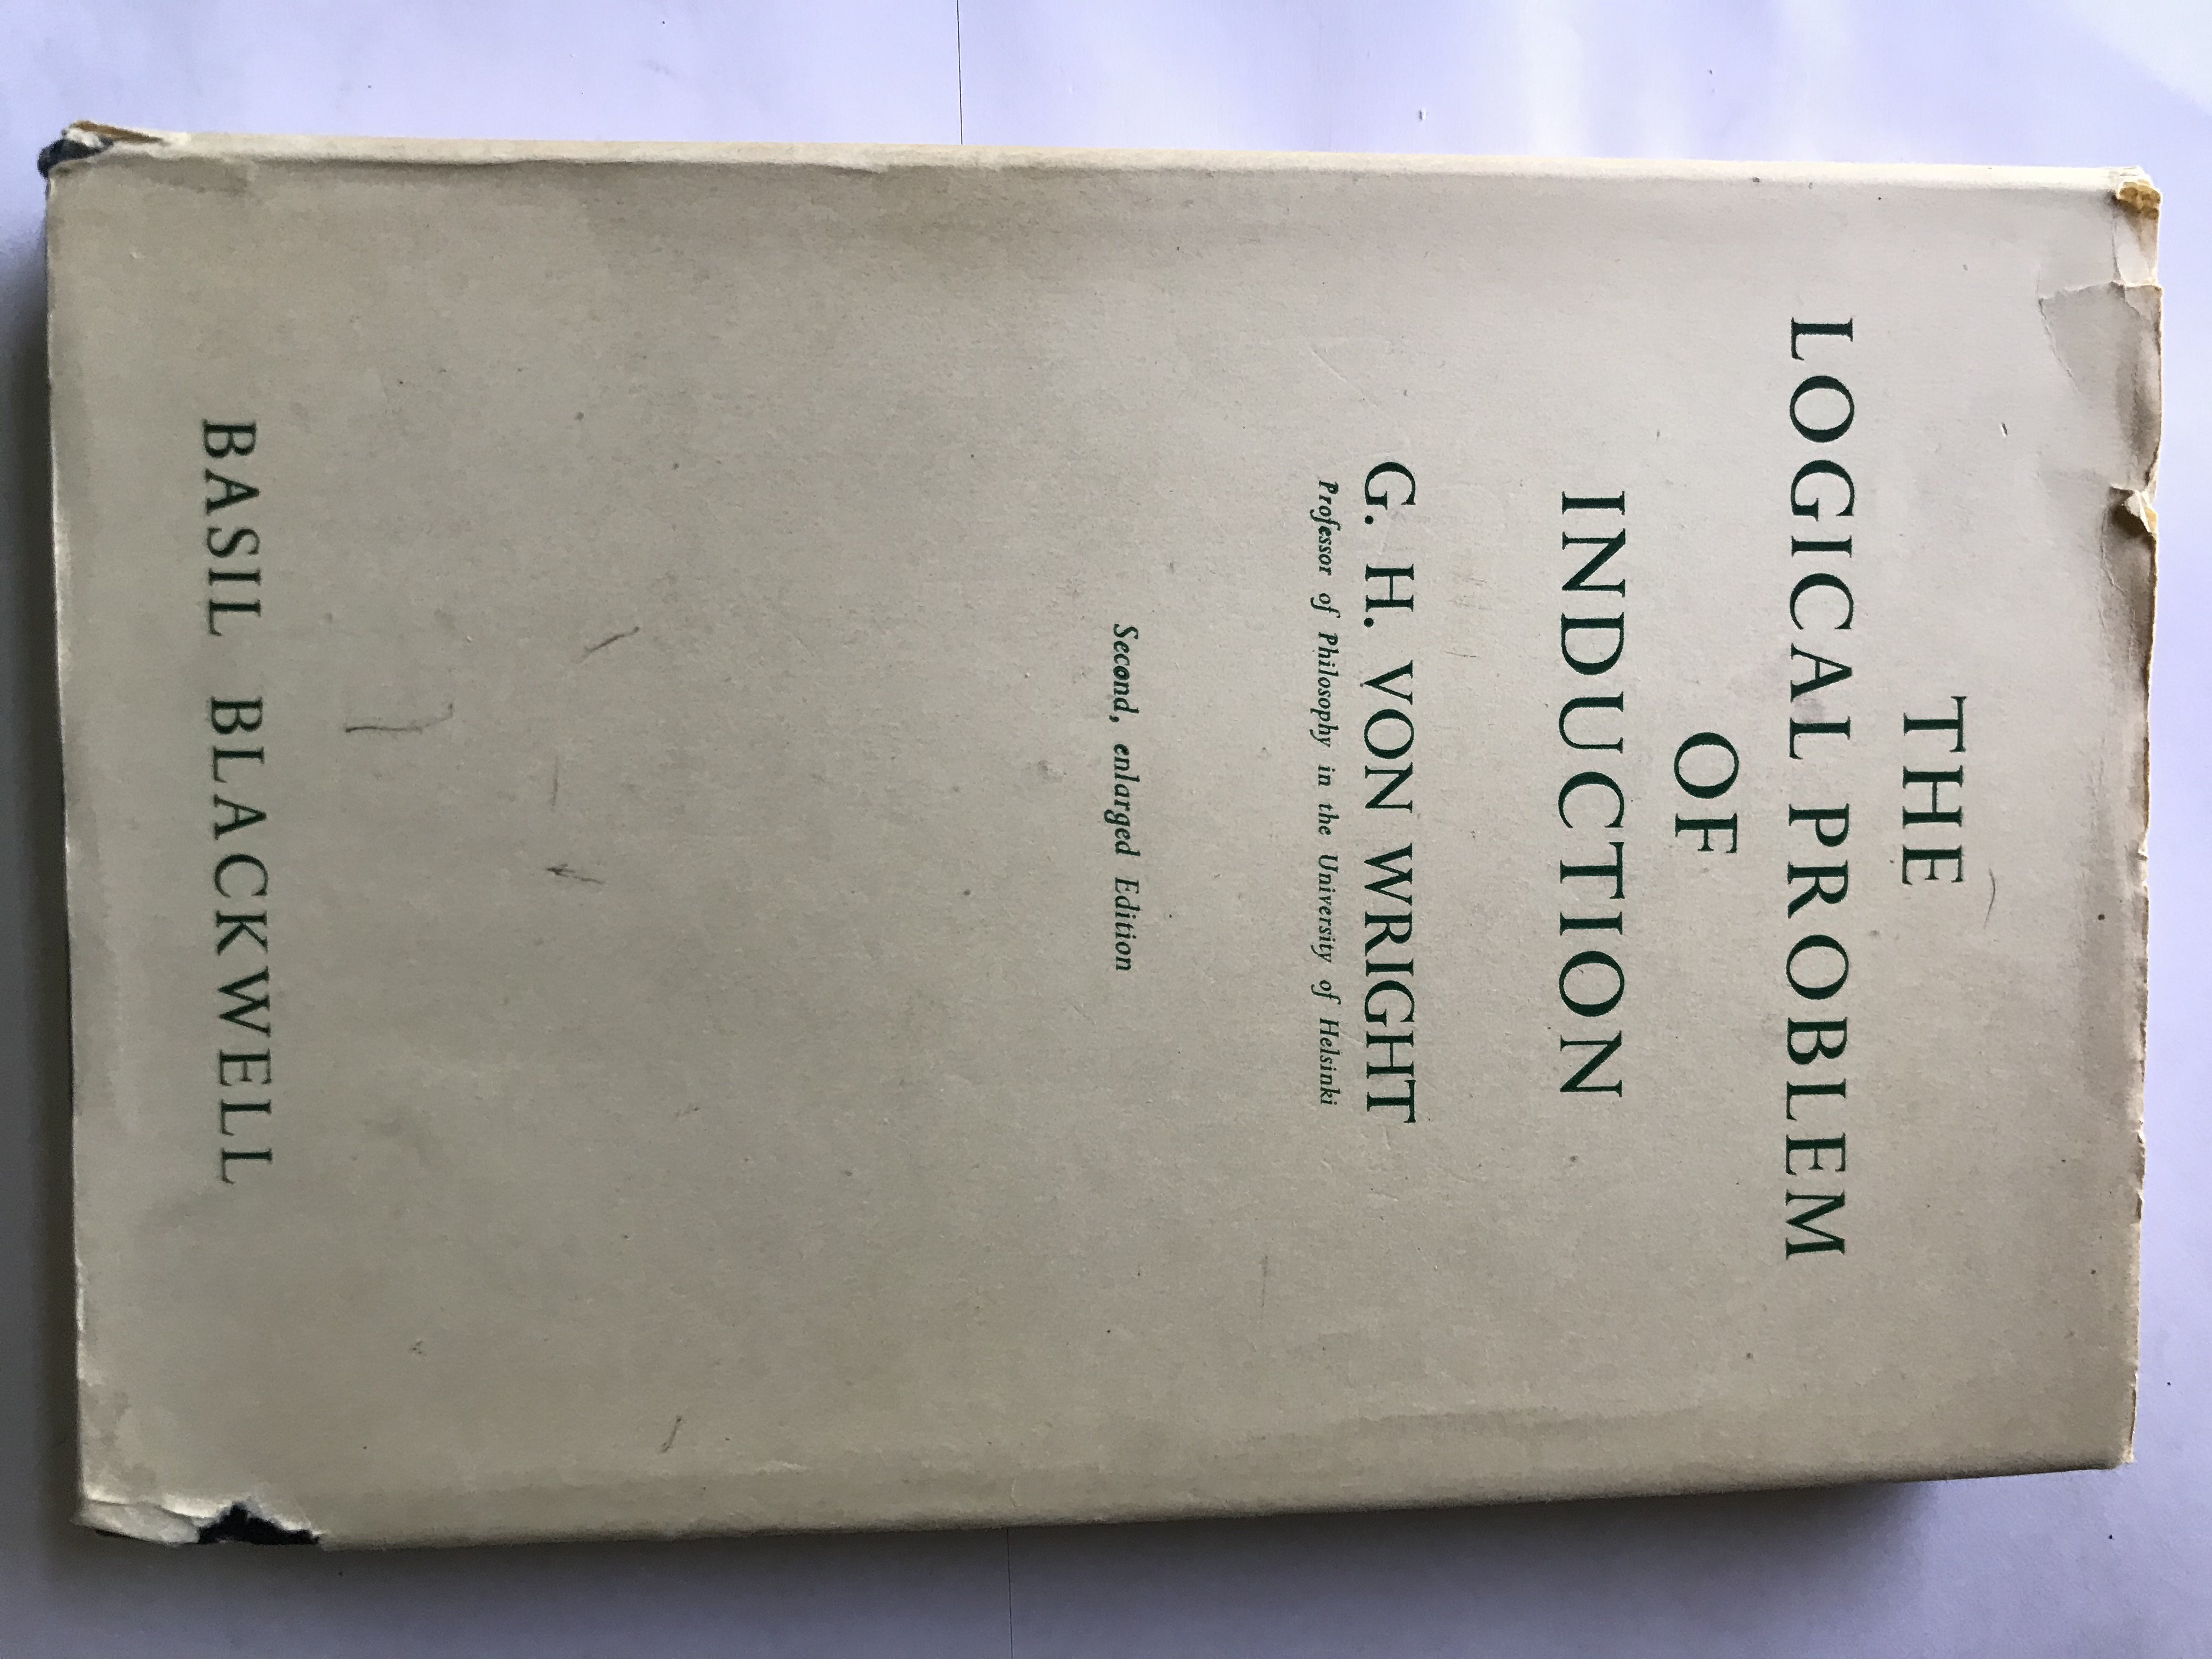 THE
LOGICAL PROBLEM
OF
INDUCTION
G. H. VON WRIGHT
Professor of Philosophy in the University of Helsinki
Second, enlarged Edition
BASIL BLACKWELL